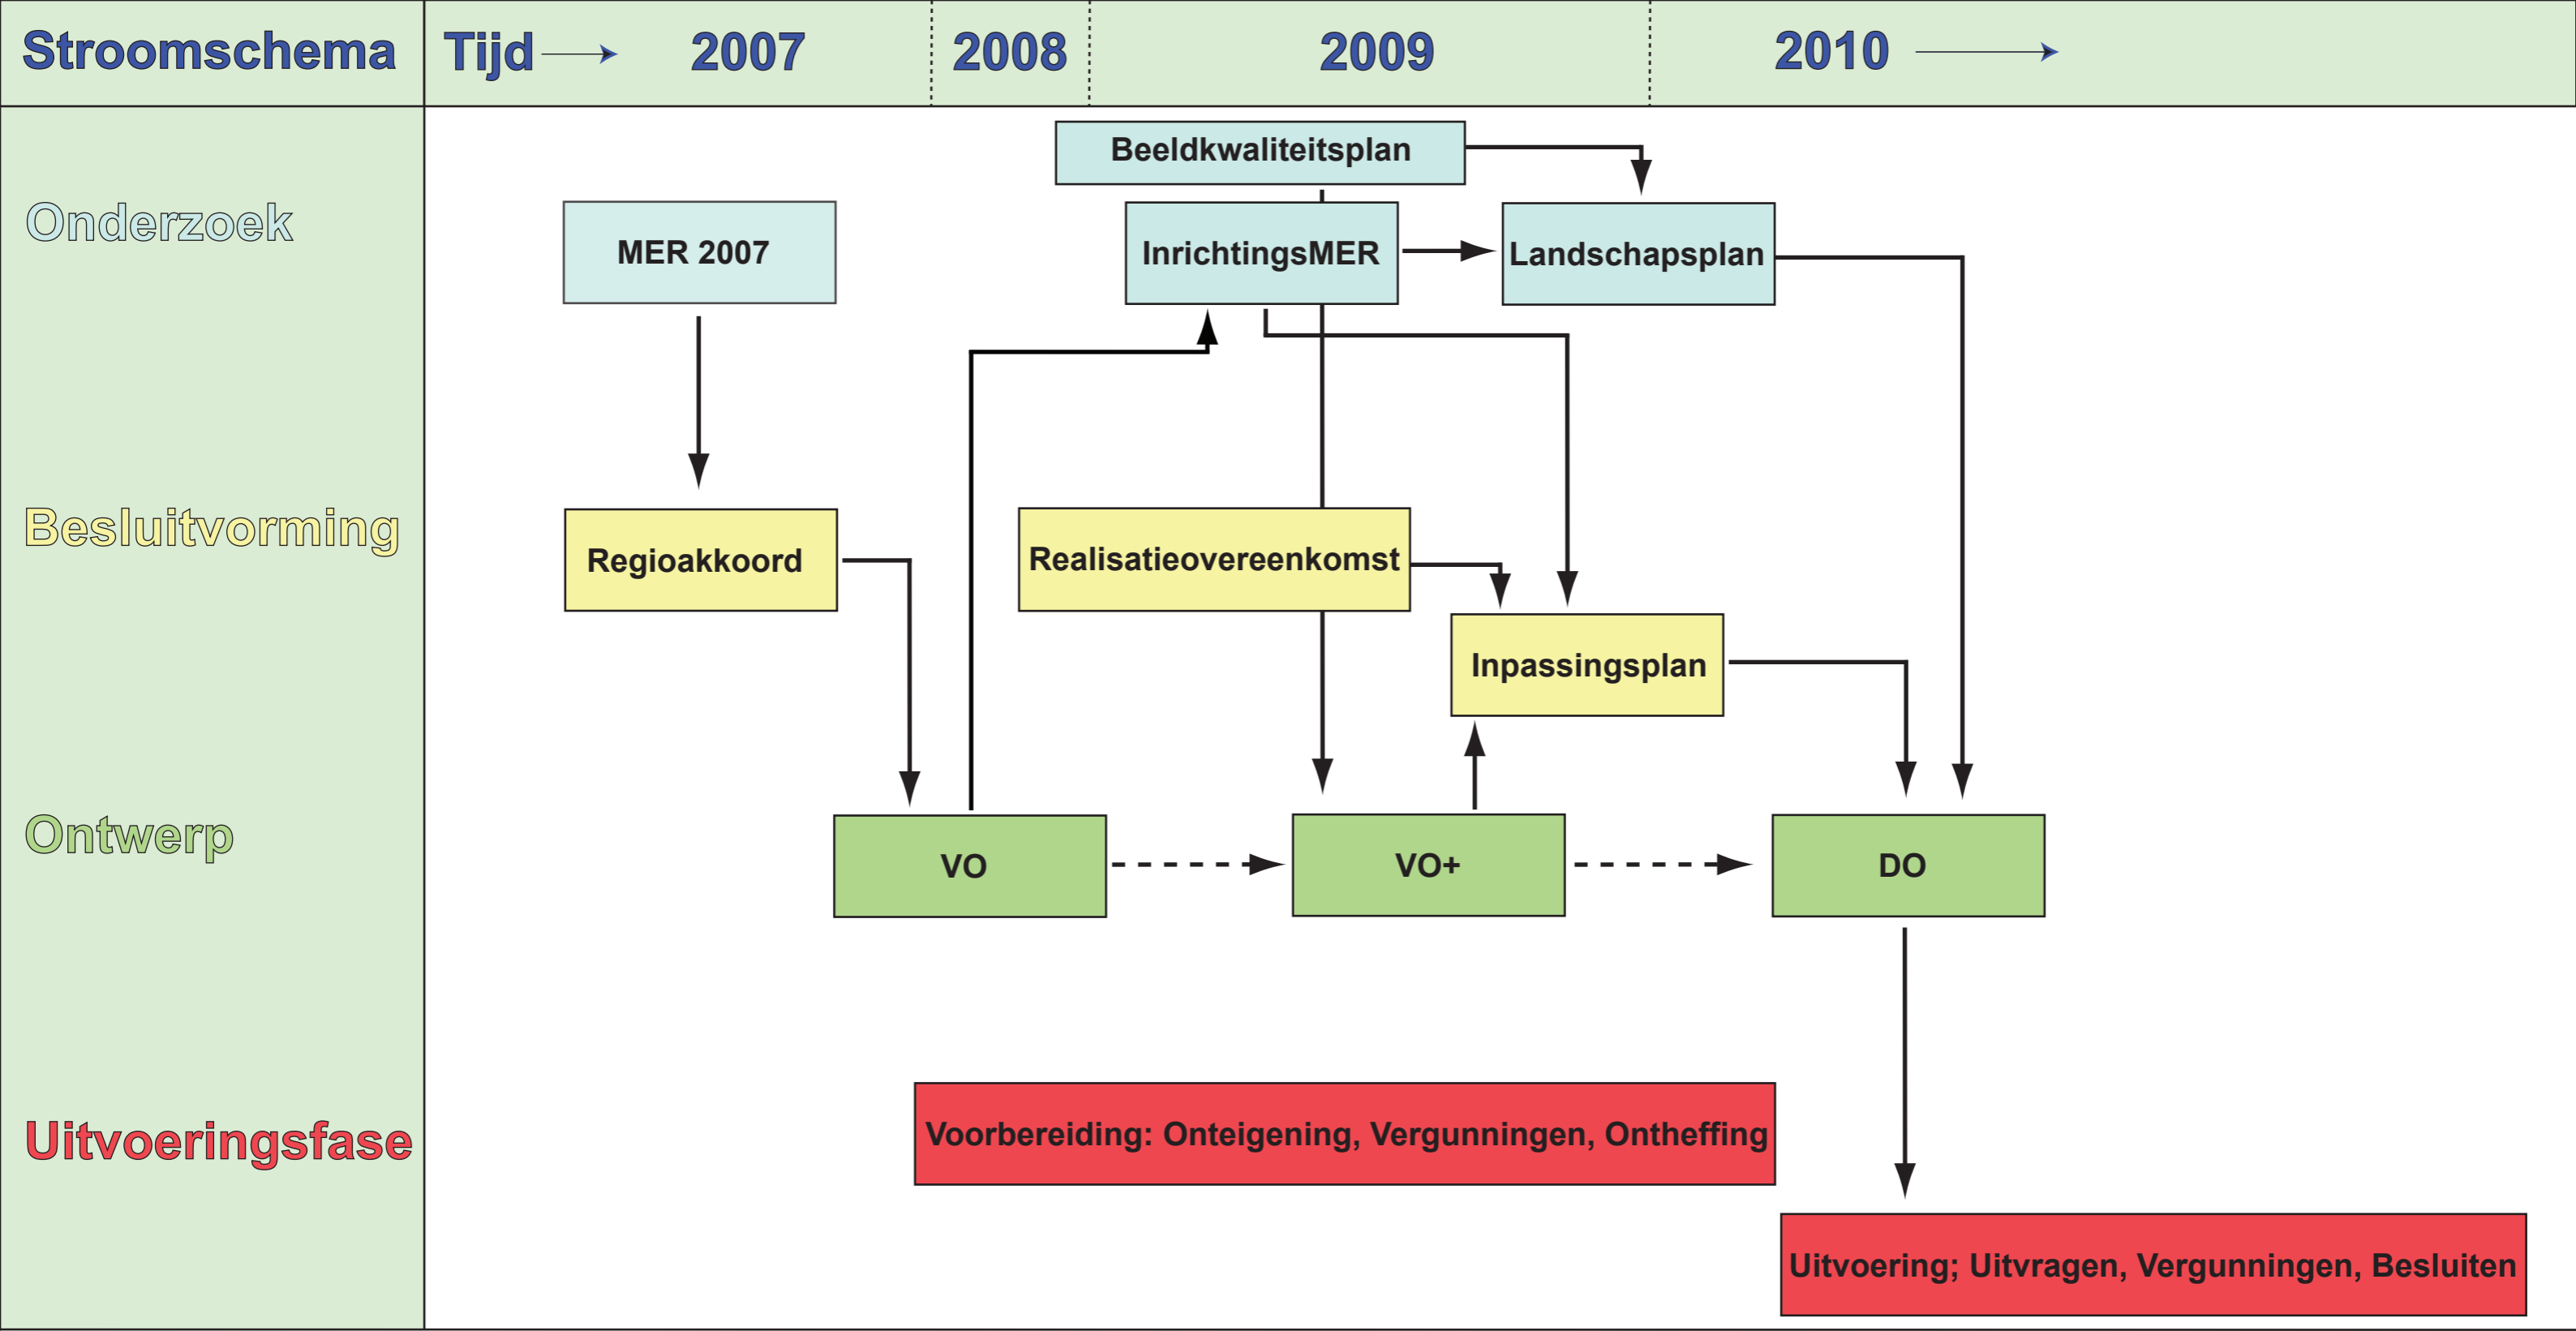 Stroomschema
Tijd
2007
2008
2009
2010
Beeldkwaliteitsplan
Onderzoek
MER 2007
InrichtingsMER
Landschapsplan
Besluitvorming
Regioakkoord
Realisatieovereenkomst
Inpassingsplan
Ontwerp
VO
VO+
DO
Uitvoeringsfase
Voorbereiding: Onteigening, Vergunningen, Ontheffing
Uitvoering; Uitvragen, Vergunningen, Besluiten